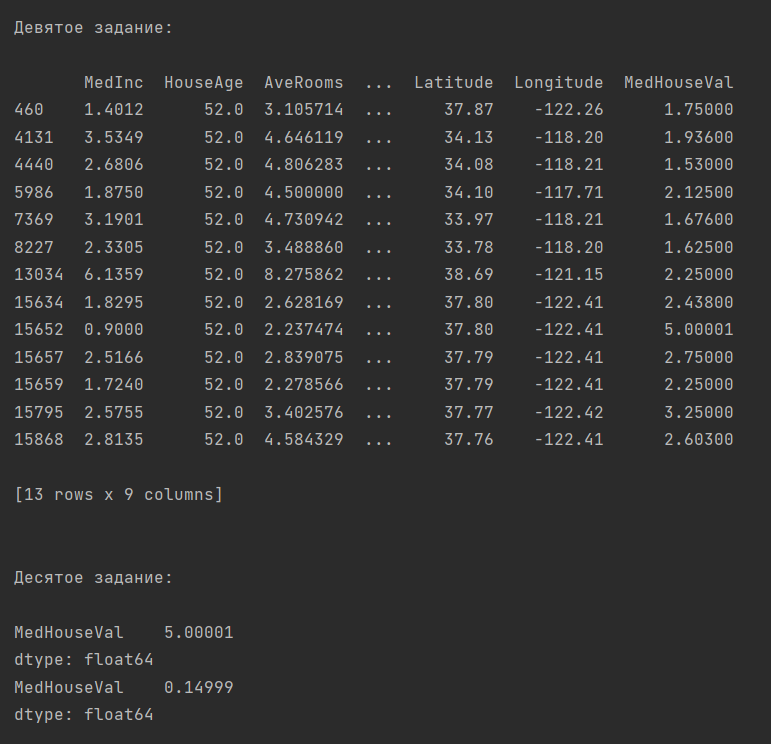 Девятое задание:
       MedInc  HouseAge  AveRooms  ...  Latitude  Longitude  MedHouseVal
460    1.4012      52.0  3.105714  ...     37.87    -122.26      1.75000
4131   3.5349      52.0  4.646119  ...     34.13    -118.20      1.93600
4440   2.6806      52.0  4.806283  ...     34.08    -118.21      1.53000
5986   1.8750      52.0  4.500000  ...     34.10    -117.71      2.12500
7369   3.1901      52.0  4.730942  ...     33.97    -118.21      1.67600
8227   2.3305      52.0  3.488860  ...     33.78    -118.20      1.62500
13034  6.1359      52.0  8.275862  ...     38.69    -121.15      2.25000
15634  1.8295      52.0  2.628169  ...     37.80    -122.41      2.43800
15652  0.9000      52.0  2.237474  ...     37.80    -122.41      5.00001
15657  2.5166      52.0  2.839075  ...     37.79    -122.41      2.75000
15659  1.7240      52.0  2.278566  ...     37.79    -122.41      2.25000
15795  2.5755      52.0  3.402576  ...     37.77    -122.42      3.25000
15868  2.8135      52.0  4.584329  ...     37.76    -122.41      2.60300
[13 rows x 9 columns]
Десятое задание:
MedHouseVal    5.00001
dtype: float64
MedHouseVal    0.14999
dtype: float64